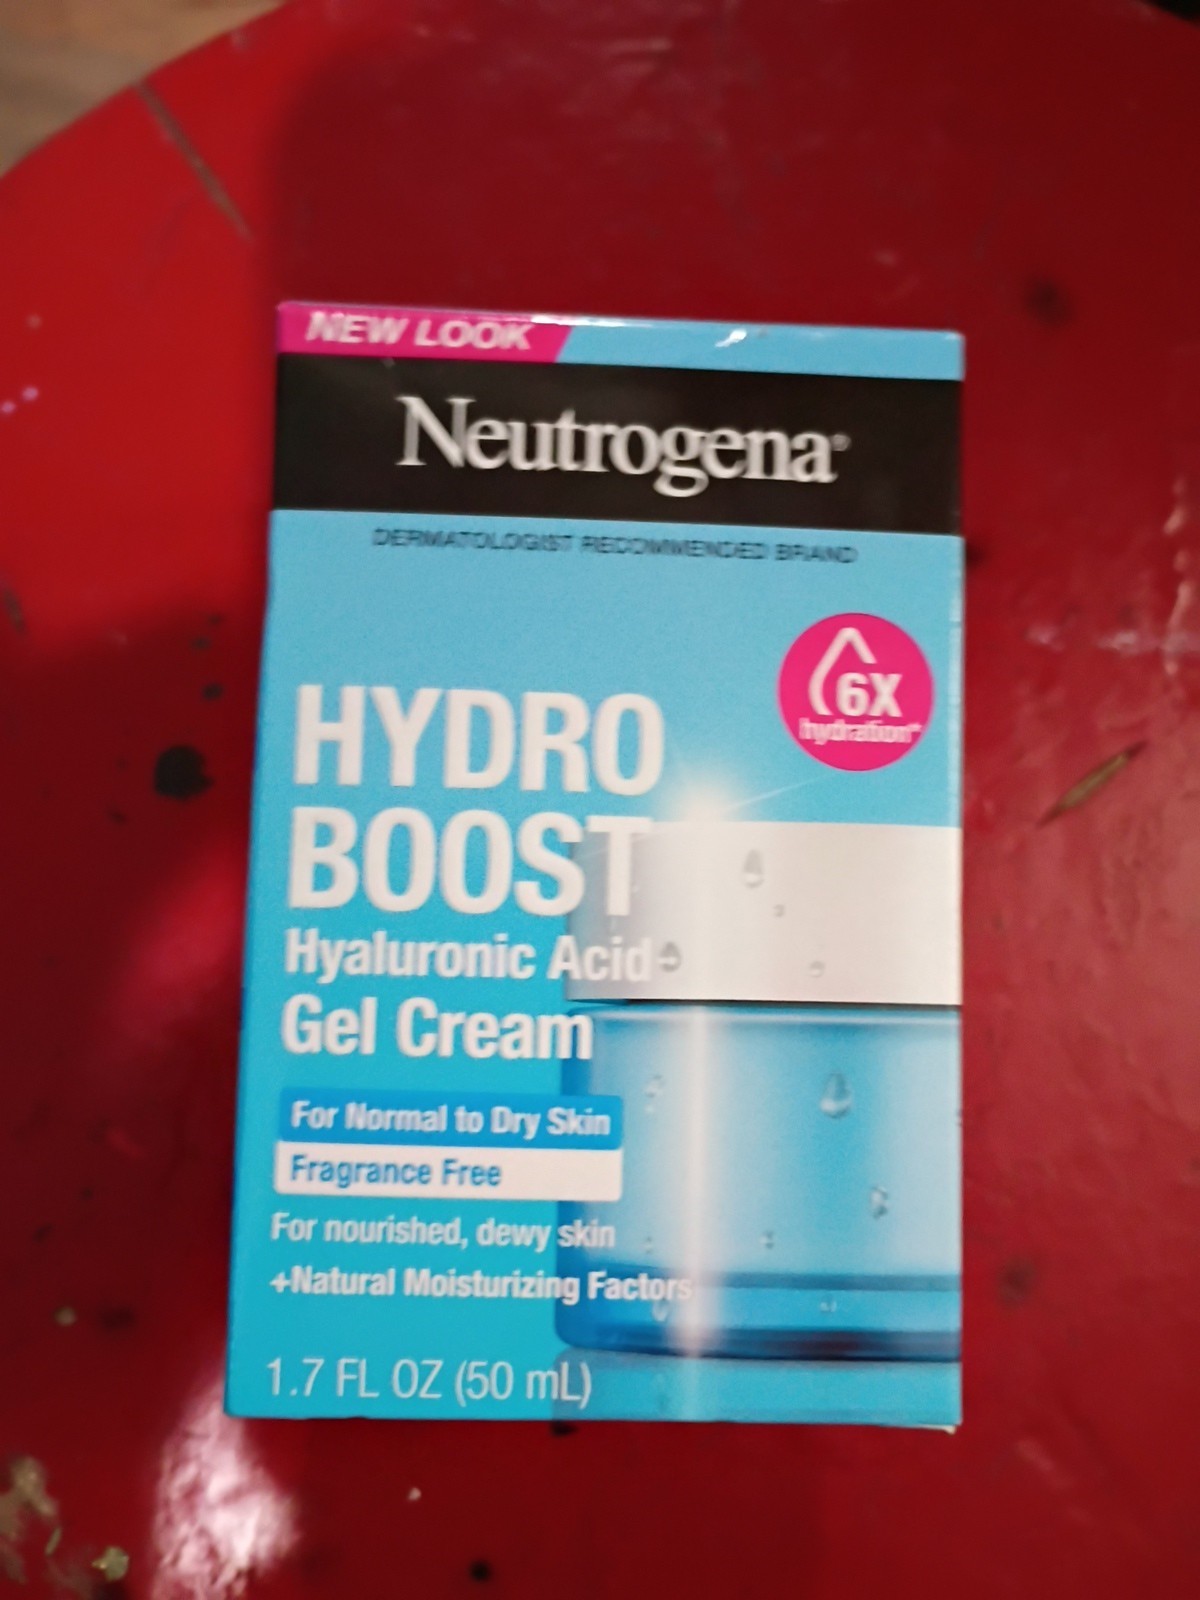 NEW LOOK
Neutrogena®
DERMATOLOGIST RECOMMENDED BRAND
6X
hydration*
HYDRO
BOOST
Hyaluronic Acid
Gel Cream
For Normal to Dry Skin
Fragrance Free
For nourished, dewy skin
+Natural Moisturizing Factors
1.7 FL OZ (50 mL)